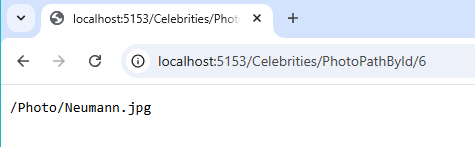 localhost:5153/Celebrities/Phot
localhost:5153/Celebrities/PhotoPathById/6
/Photo/Neumann.jpg